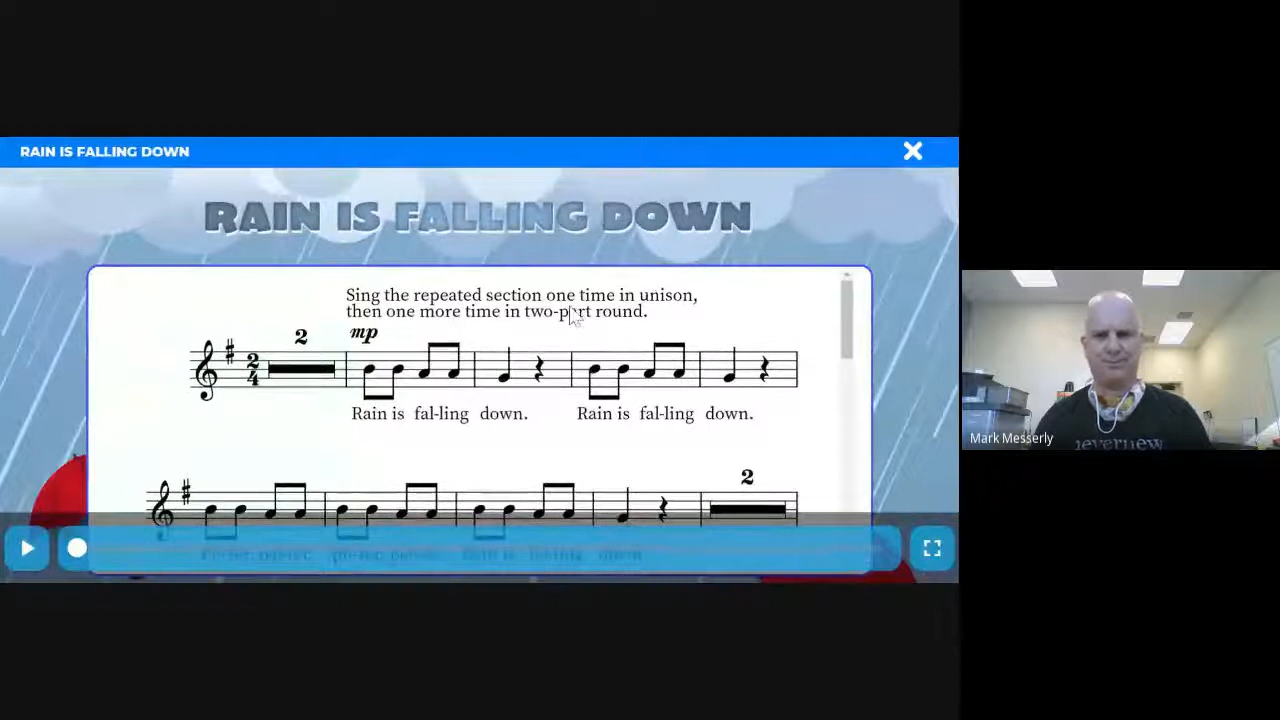 RAIN IS FALLING DOWN
RAIN IS FALLING DOWN
Sing the repeated section one time in unison,
then one more time in two-part round.
2
mp
2
4
Rain is fal-ling down. Rain is fal-ling down.
2
Mark Messerly